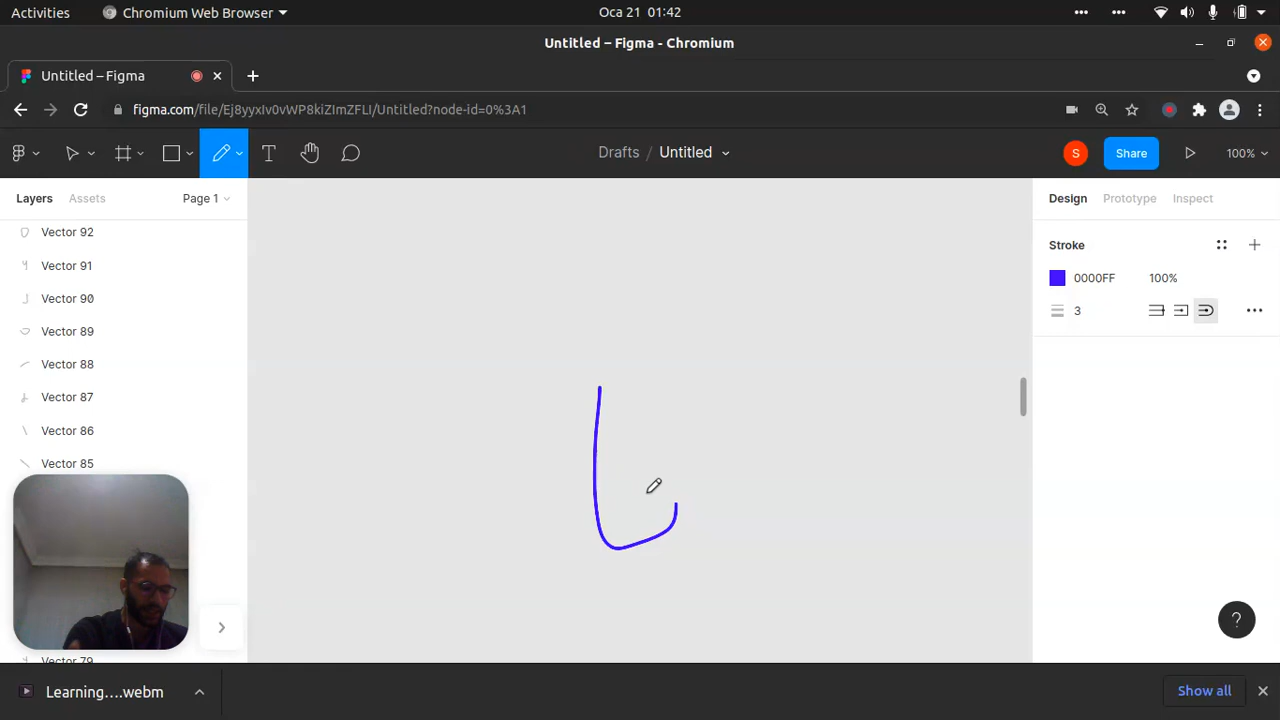 Activities
Chromium Web Browser
Oca 21 01:42
Untitled – Figma - Chromium
Untitled – Figma
figma.com/file/Ej8yyxIv0vWP8kiZImZFLI/Untitled?node-id=0%3A1
Drafts / Untitled
S
Share
100%
Layers
Assets
Page 1
Design
Prototype
Inspect
Vector 92
Vector 91
Vector 90
Vector 89
Vector 88
Vector 87
Vector 86
Vector 85
Vector 79
Stroke
0000FF
100%
3
?
Learning....webm
Show all